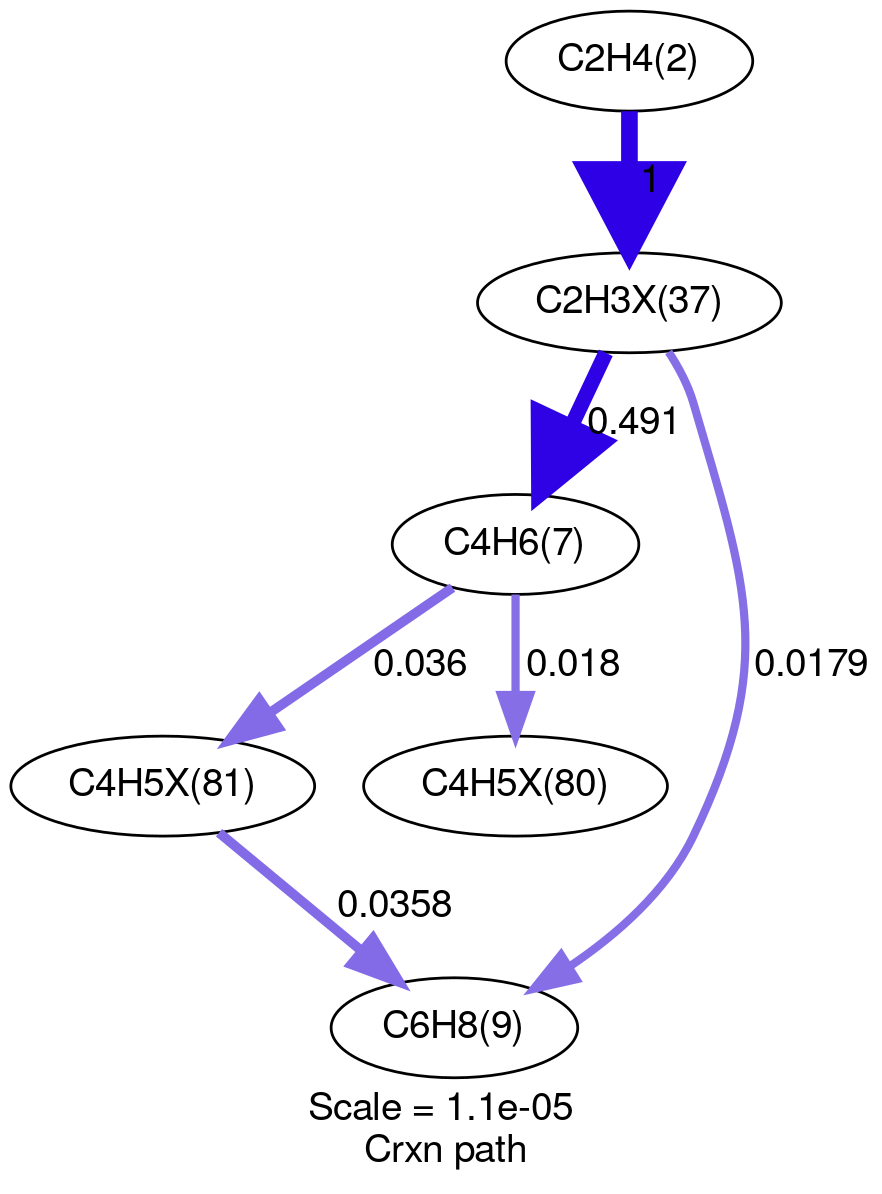 C2H4(2)
1
C2H3X(37)
0.491
C4H6(7)
0.036
0.018
0.0179
C4H5X(81)
C4H5X(80)
0.0358
C6H8(9)
Scale = 1.1e-05
Crxn path